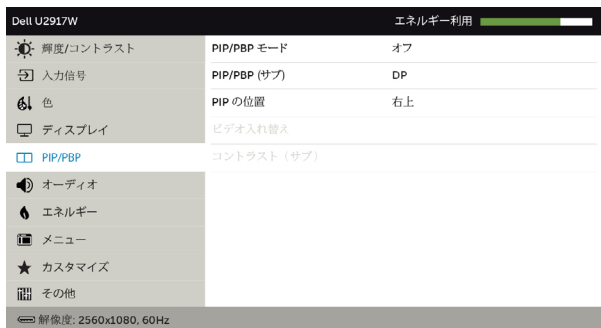 Dell U2917W エネルギー利用
輝度/コントラスト PIP/PBP モード オフ
入力信号 PIP/PBP (サブ) DP
色 PIP の位置 右上
ディスプレイ ビデオ入れ替え
PIP/PBP コントラスト（サブ）
オーディオ
エネルギー
メニュー
カスタマイズ
その他
解像度: 2560x1080, 60Hz